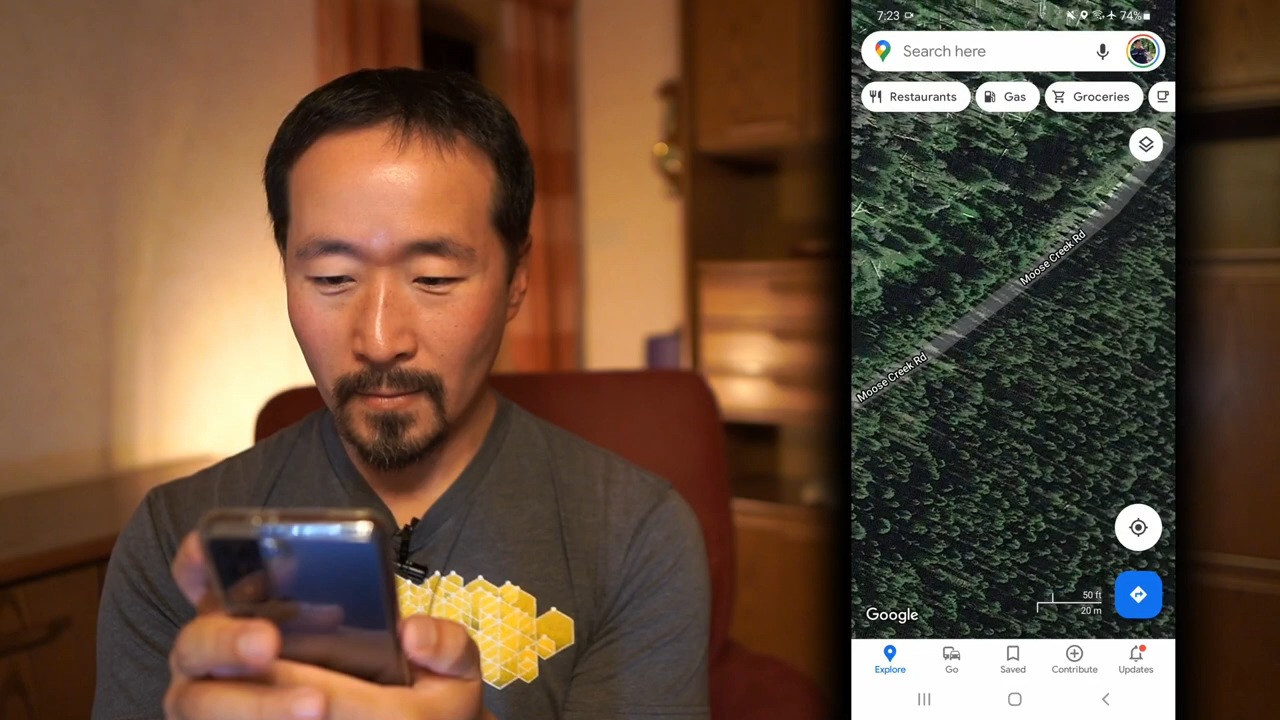 7:23
74%
Search here
Restaurants
Gas
Groceries
Moose Creek Rd
Moose Creek Rd
50 ft
20 m
Google
Explore
Go
Saved
Contribute
Updates